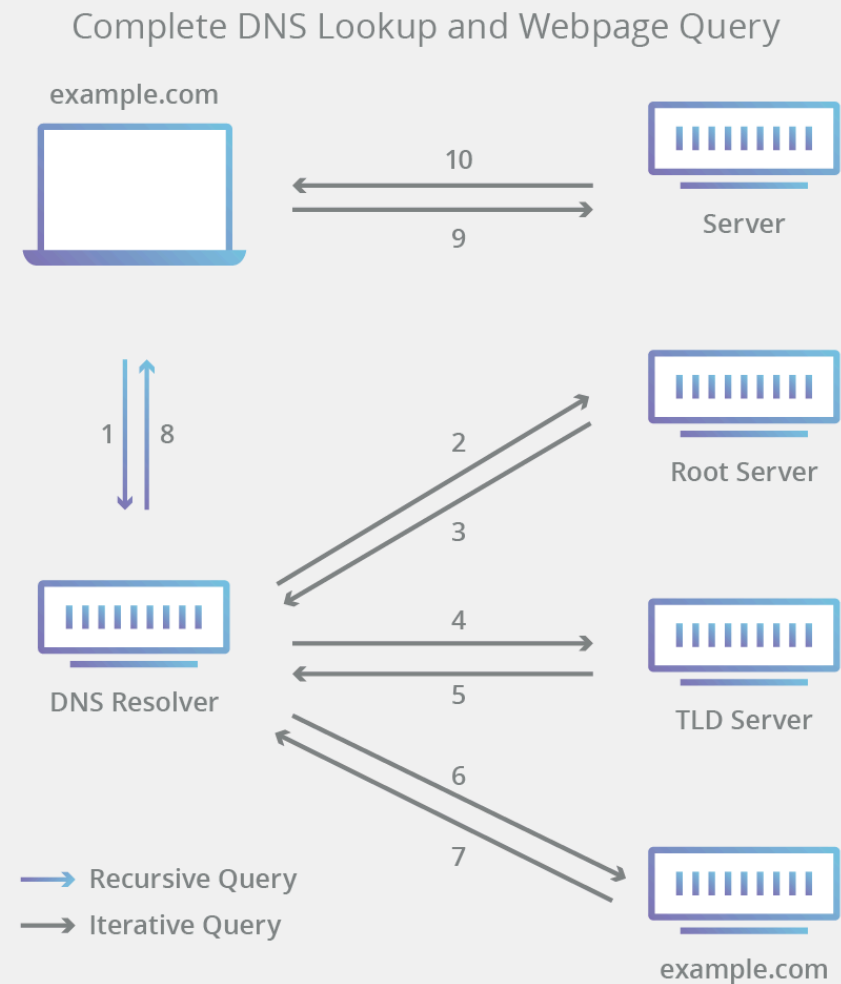 Complete DNS Lookup and Webpage Query
example.com
10
9
Server
1
8
2
3
Root Server
4
5
DNS Resolver
TLD Server
6
7
Recursive Query
Iterative Query
example.com